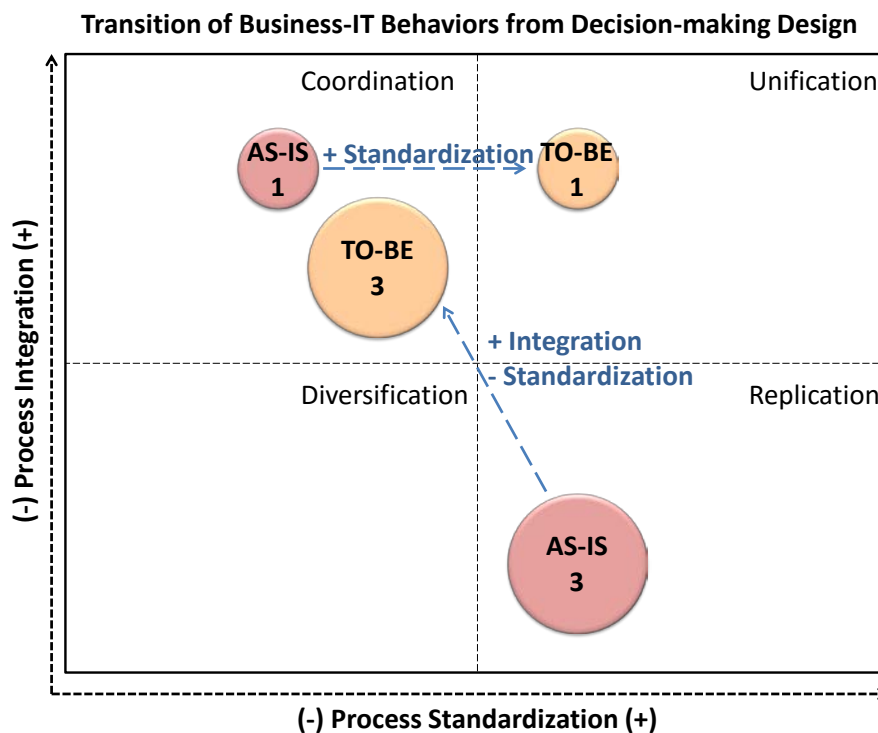 Transition of Business-IT Behaviors from Decision-making Design
Coordination
Unification
AS-IS
1
+ Standardization
TO-BE
1
TO-BE
3
+ Integration
- Standardization
Diversification
Replication
AS-IS
3
(-) Process Integration (+)
(-) Process Standardization (+)